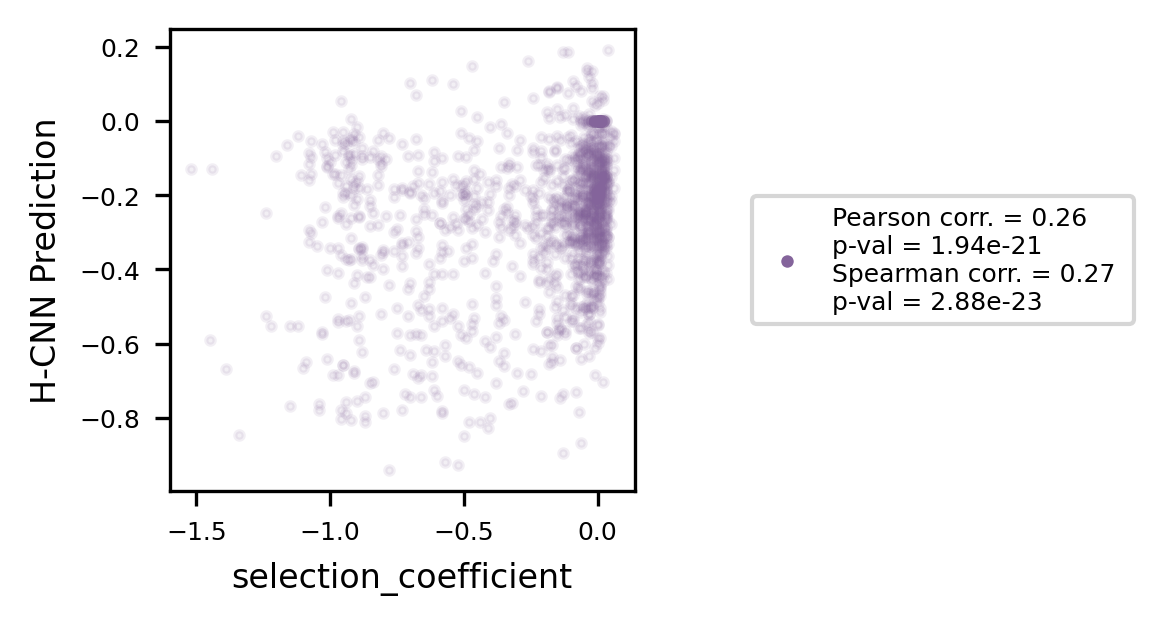 0.2
0.0
−0.2
−0.4
−0.6
−0.8
H-CNN Prediction
−1.5
−1.0
−0.5
0.0
selection_coefficient
Pearson corr. = 0.26
p-val = 1.94e-21
Spearman corr. = 0.27
p-val = 2.88e-23